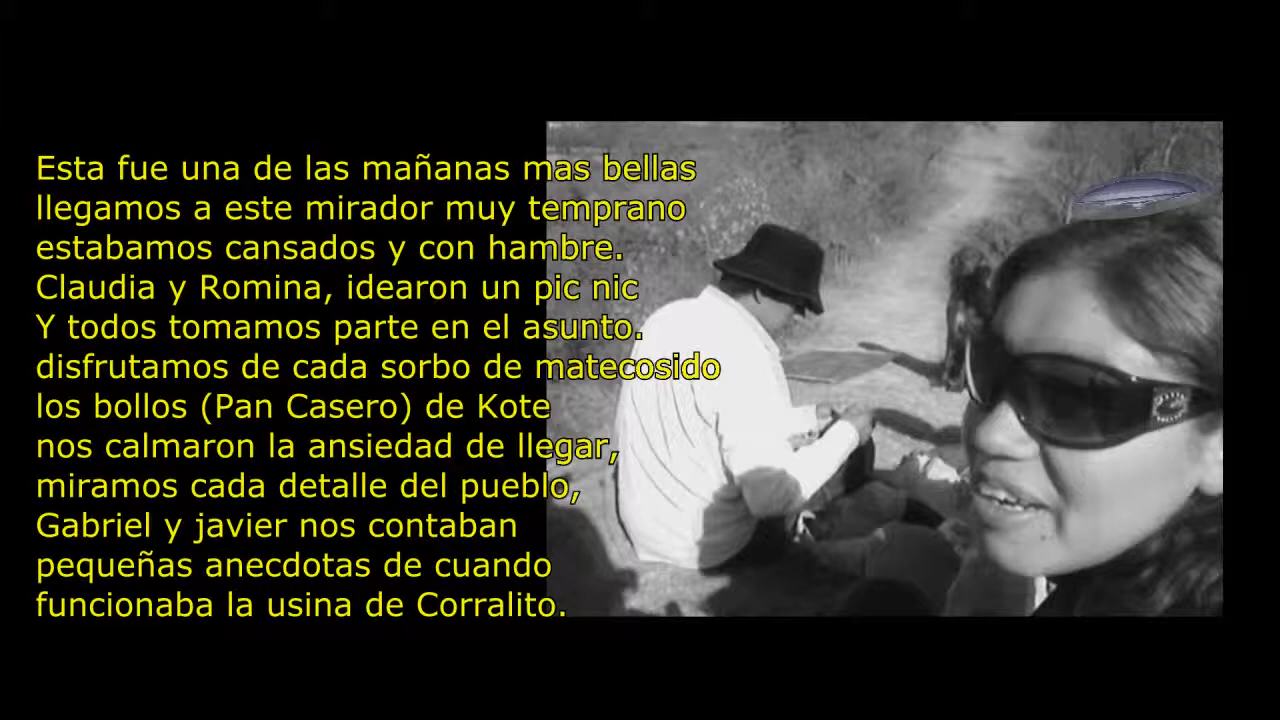 Esta fue una de las mañanas mas bellas
llegamos a este mirador muy temprano
estabamos cansados y con hambre.
Claudia y Romina, idearon un pic nic
Y todos tomamos parte en el asunto.
disfrutamos de cada sorbo de matecosido
los bollos (Pan Casero) de Kote
nos calmaron la ansiedad de llegar,
miramos cada detalle del pueblo,
Gabriel y javier nos contaban
pequeñas anecdotas de cuando
funcionaba la usina de Corralito.